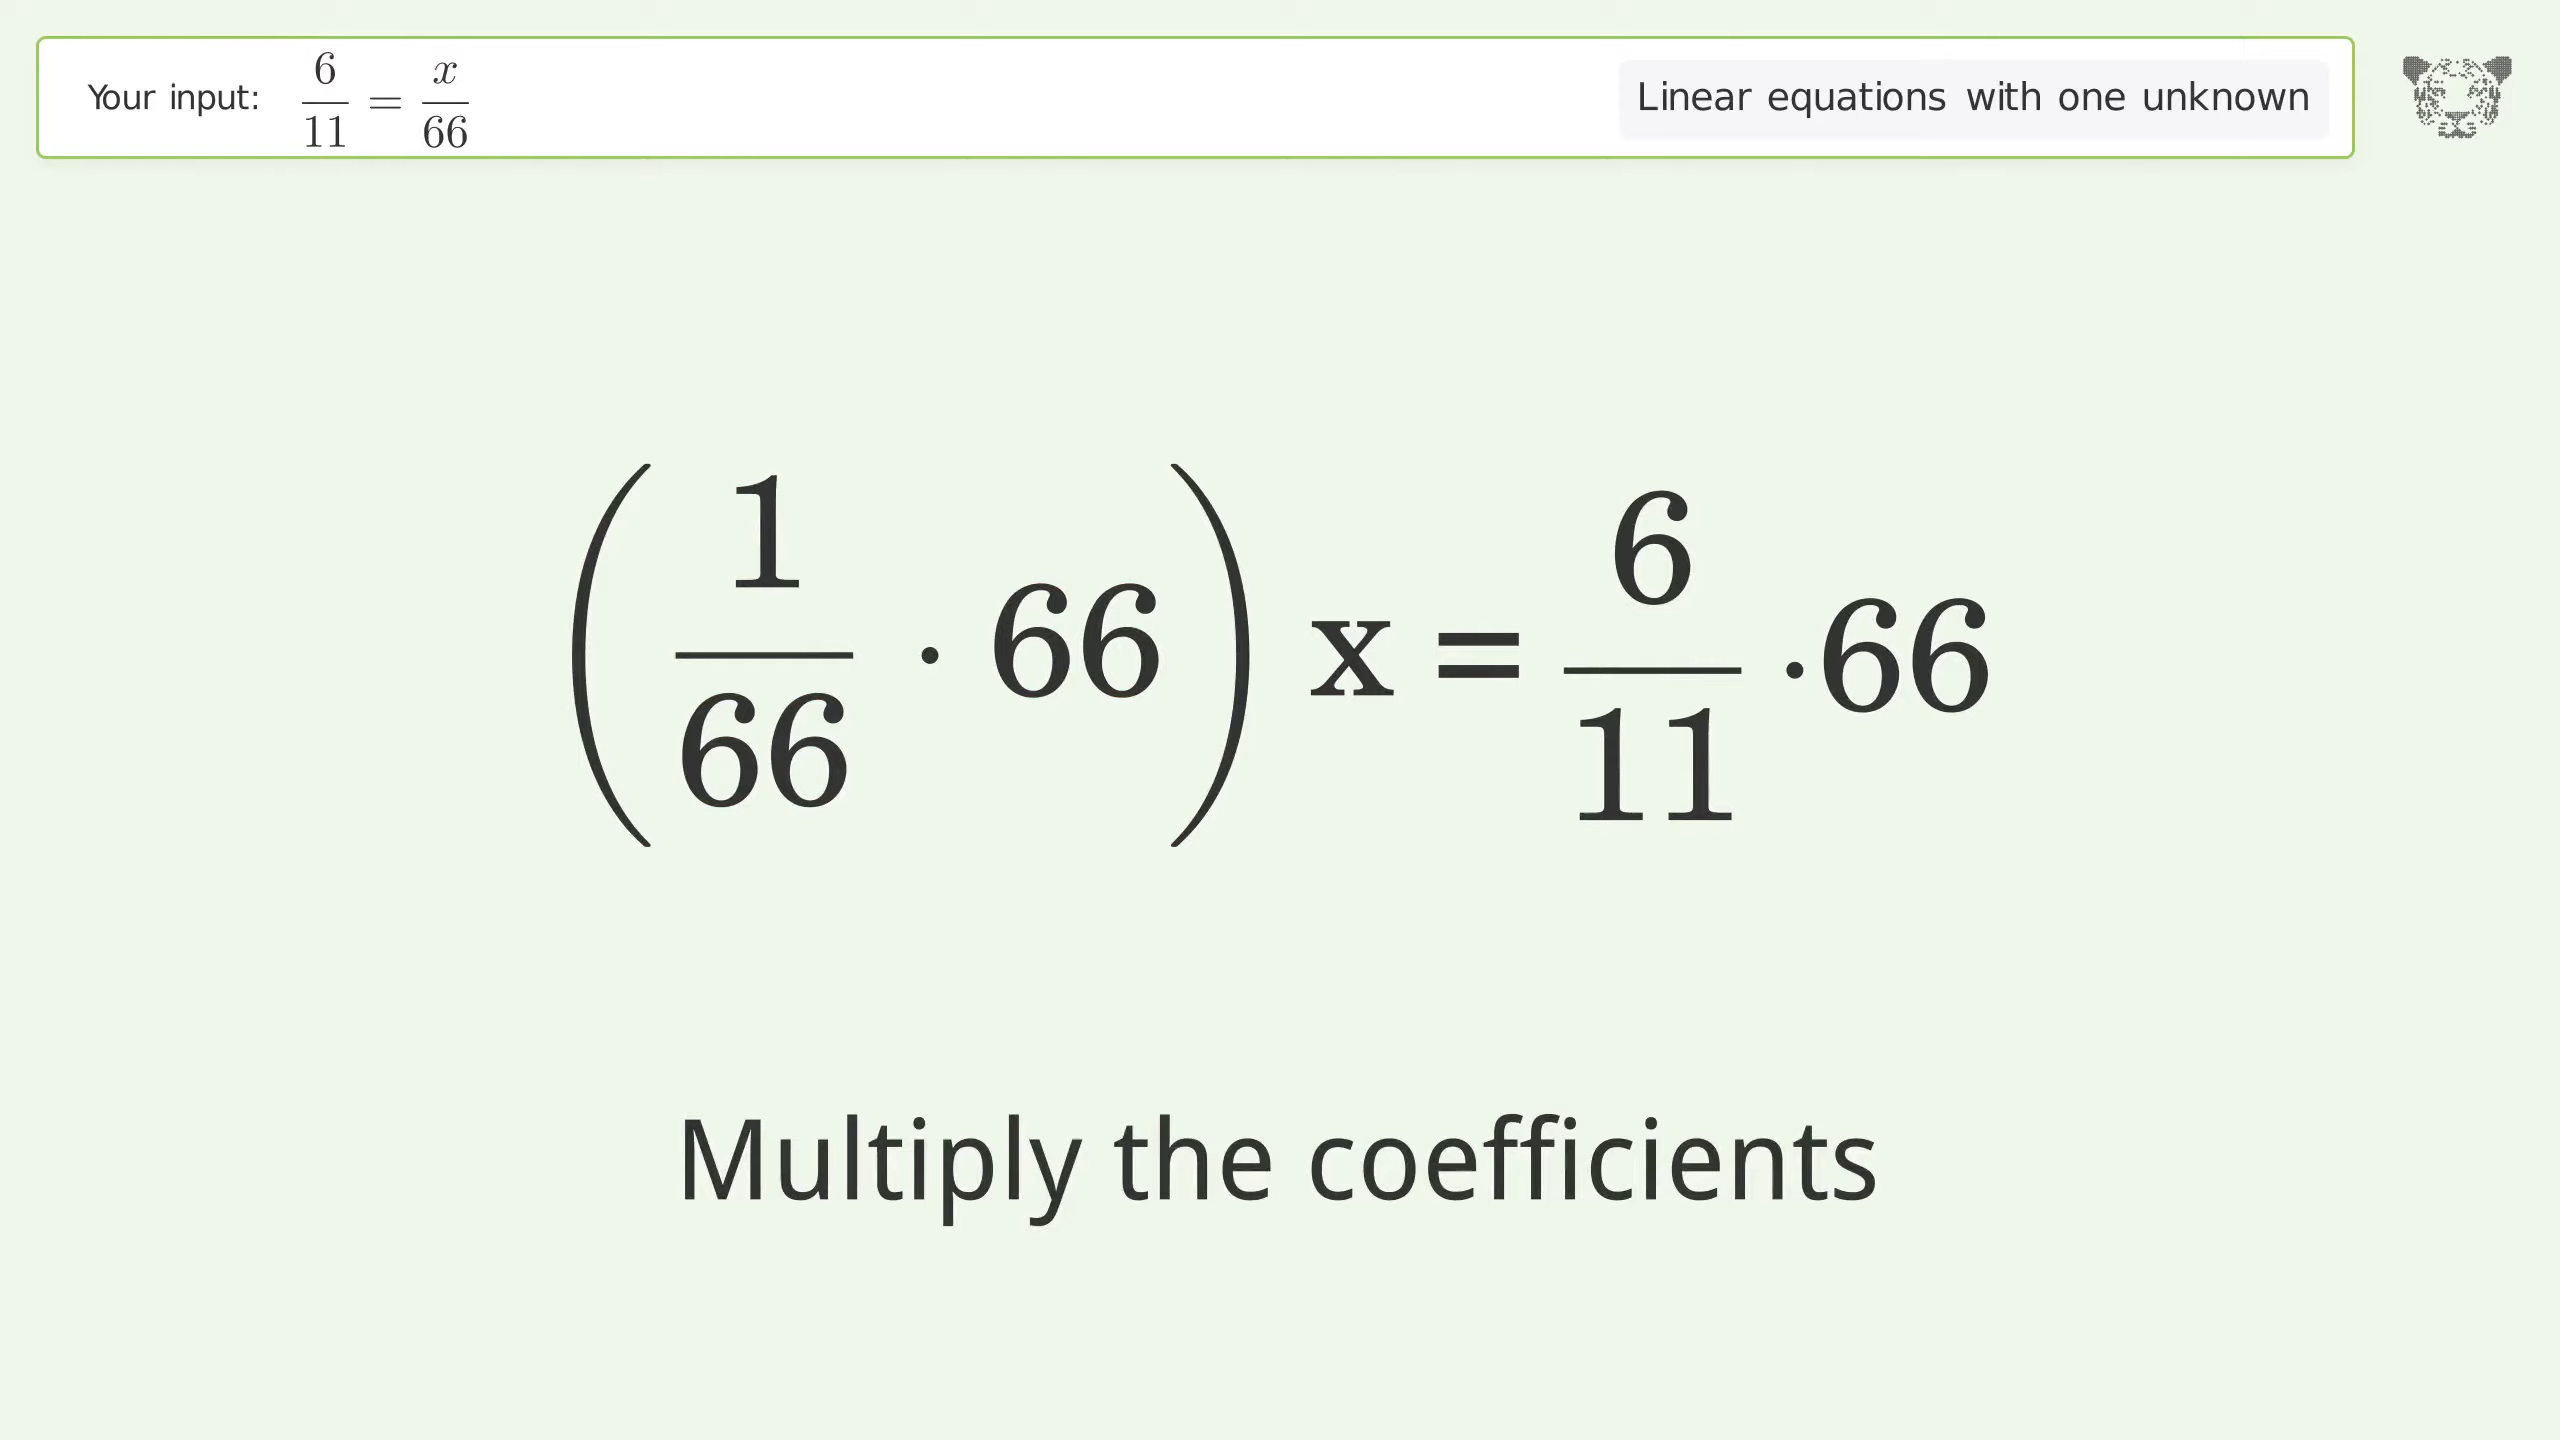 Your input: 6/11 = x/66
Linear equations with one unknown
(1/66 · 66) x = 6/11 ·66
Multiply the coefficients